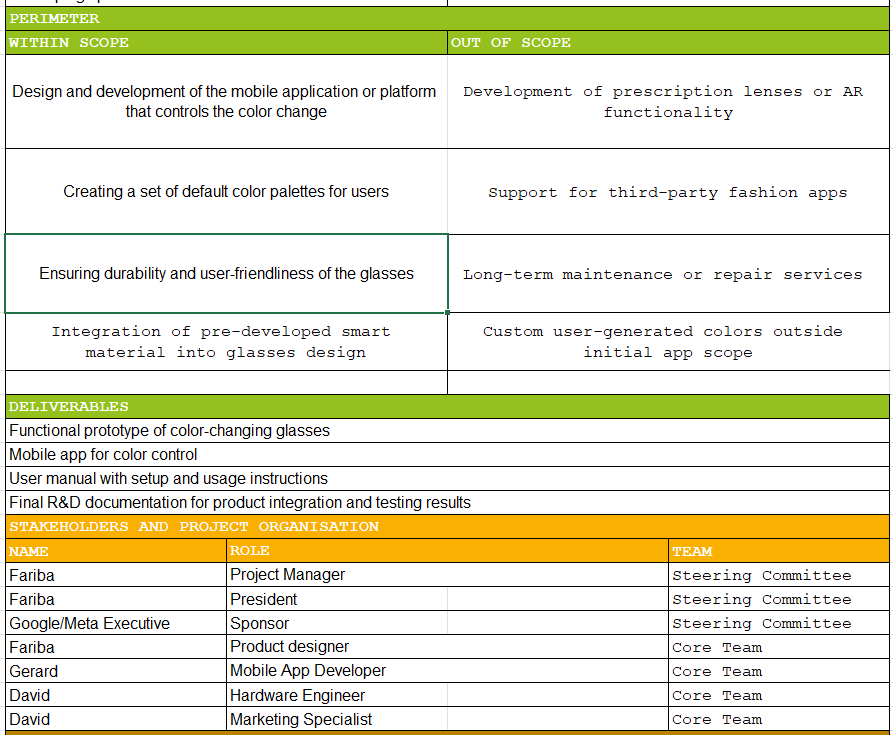 PERIMETER
WITHIN SCOPE OUT OF SCOPE
Design and development of the mobile application or platform
that controls the color change
Development of prescription lenses or AR
functionality
Creating a set of default color palettes for users
Support for third-party fashion apps
Ensuring durability and user-friendliness of the glasses
Long-term maintenance or repair services
Integration of pre-developed smart
material into glasses design
Custom user-generated colors outside
initial app scope
DELIVERABLES
Functional prototype of color-changing glasses
Mobile app for color control
User manual with setup and usage instructions
Final R&D documentation for product integration and testing results
STAKEHOLDERS AND PROJECT ORGANISATION
NAME ROLE TEAM
Fariba Project Manager Steering Committee
Fariba President Steering Committee
Google/Meta Executive Sponsor Steering Committee
Fariba Product designer Core Team
Gerard Mobile App Developer Core Team
David Hardware Engineer Core Team
David Marketing Specialist Core Team